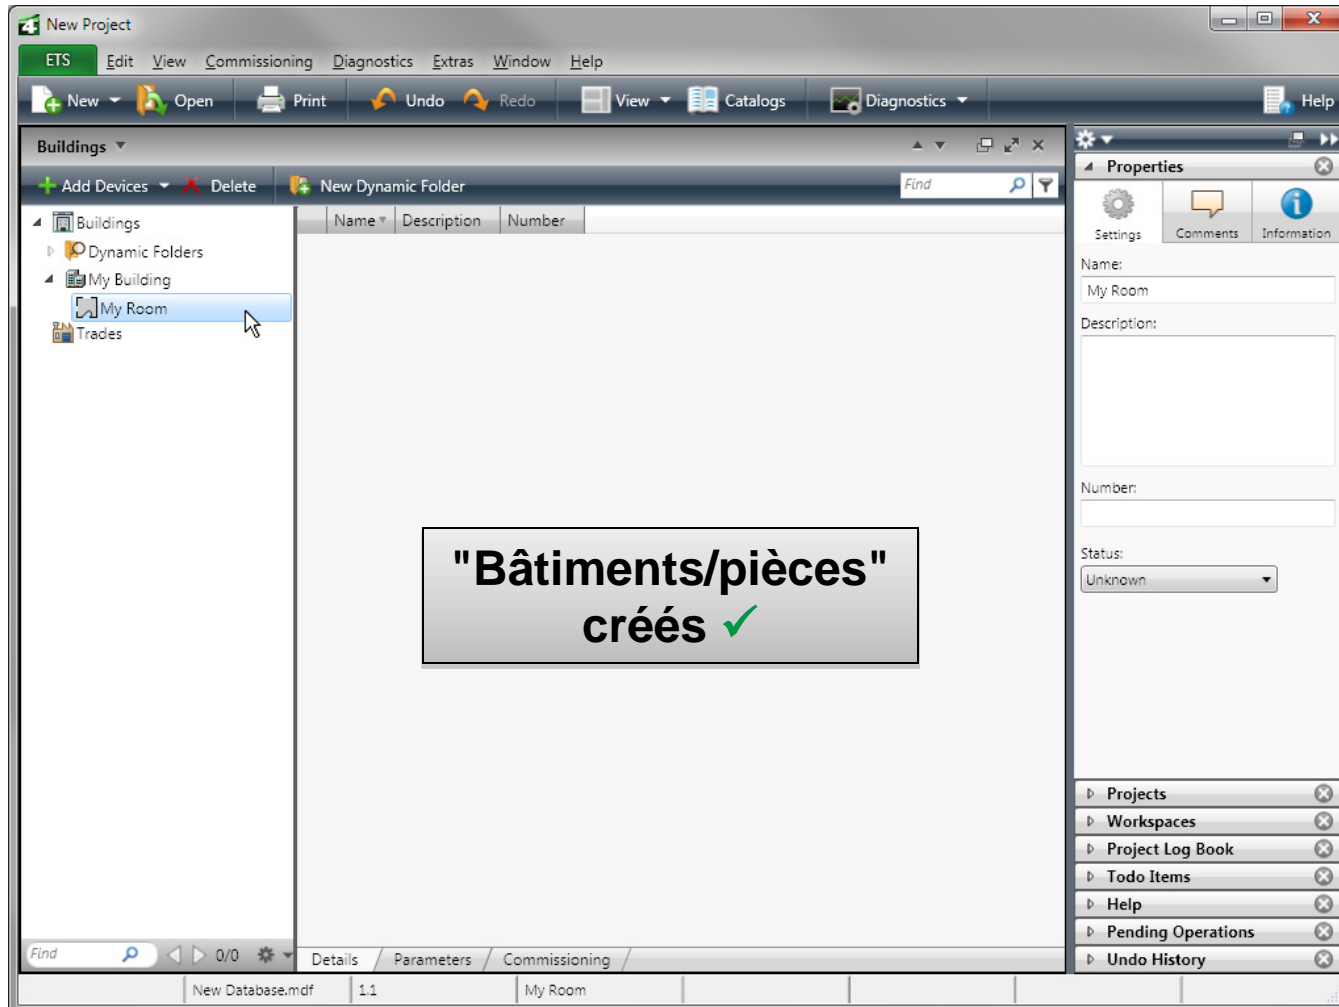 New Project
ETS Edit View Commissioning Diagnostics Extras Window Help
New Open Print Undo Redo View Catalogs Diagnostics Help
Buildings
Add Devices Delete New Dynamic Folder Find
Buildings
Dynamic Folders
My Building
My Room
Trades
Name Description Number
"Bâtiments/pièces"
créés ✓
Properties
Settings Comments Information
Name:
My Room
Description:
Number:
Status:
Unknown
Projects
Workspaces
Project Log Book
Todo Items
Help
Pending Operations
Undo History
Find 0/0 Details Parameters Commissioning
New Database.mdf 1.1 My Room